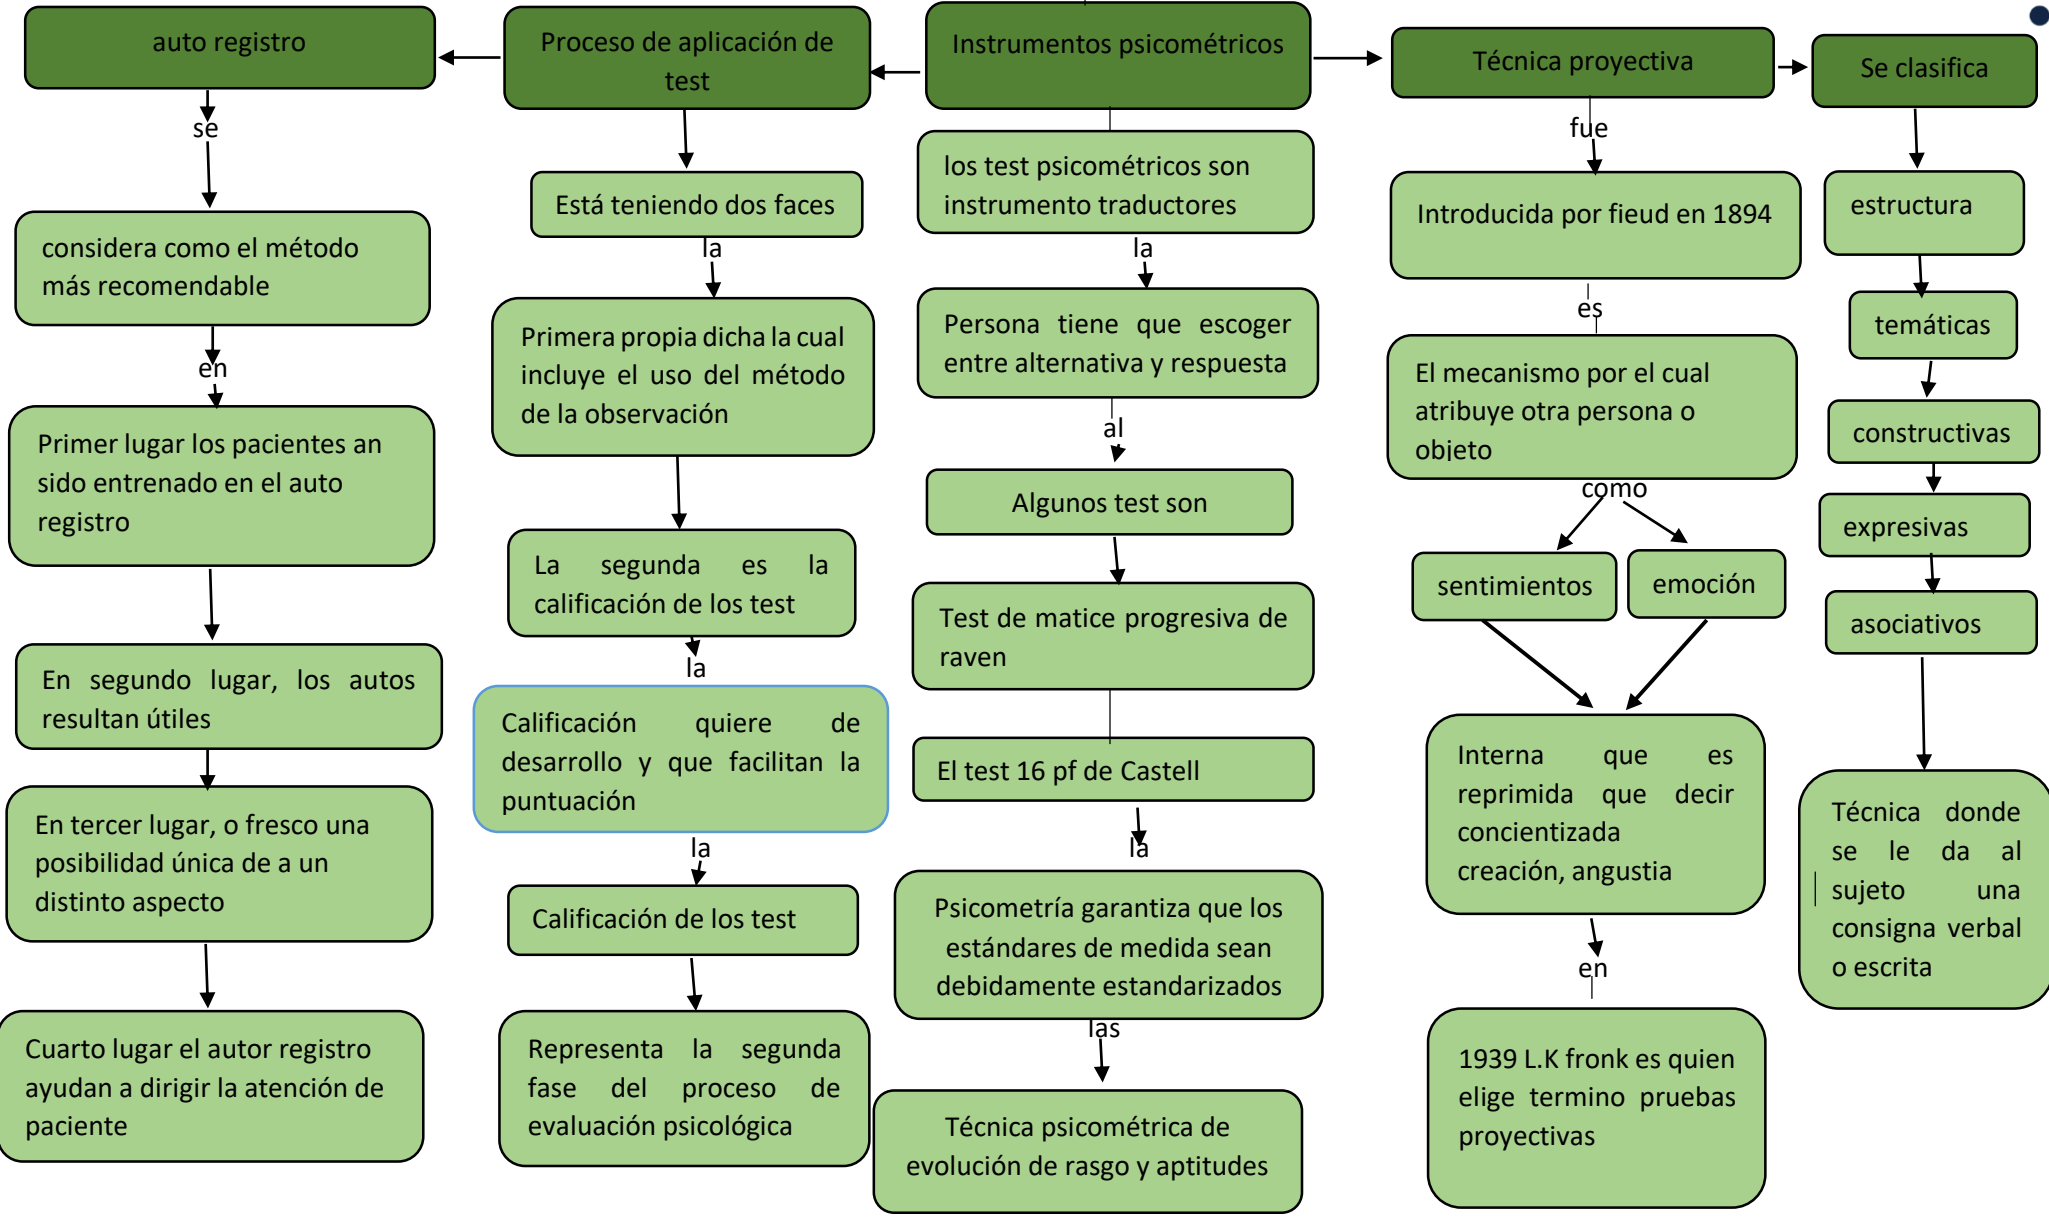 auto registro
se
considera como el método
más recomendable
en
Primer lugar los pacientes an
sido entrenado en el auto
registro
En segundo lugar, los autos
resultan útiles
En tercer lugar, o fresco una
posibilidad única de a un
distinto aspecto
Cuarto lugar el autor registro
ayudan a dirigir la atención de
paciente
Proceso de aplicación de
test
Está teniendo dos faces
la
Primera propia dicha la cual
incluye el uso del método
de la observación
La segunda es la
calificación de los test
la
Calificación quiere de
desarrollo y que facilitan la
puntuación
la
Calificación de los test
Representa la segunda
fase del proceso de
evaluación psicológica
Instrumentos psicométricos
los test psicométricos son
instrumento traductores
la
Persona tiene que escoger
entre alternativa y respuesta
al
Algunos test son
Test de matice progresiva de
raven
El test 16 pf de Castell
la
Psicometría garantiza que los
estándares de medida sean
debidamente estandarizados
las
Técnica psicométrica de
evolución de rasgo y aptitudes
Técnica proyectiva
fue
Introducida por fieud en 1894
es
El mecanismo por el cual
atribuye otra persona o
objeto
como
sentimientos
emoción
Interna que es
reprimida que decir
concientizada
creación, angustia
en
1939 L.K fronk es quien
elige termino pruebas
proyectivas
Se clasifica
estructura
temáticas
constructivas
expresivas
asociativos
Técnica donde
se le da al
sujeto una
consigna verbal
o escrita